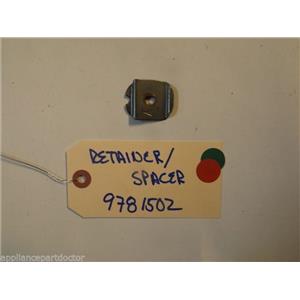 RETAINER/
SPACER
9781502
appliancepartdoctor